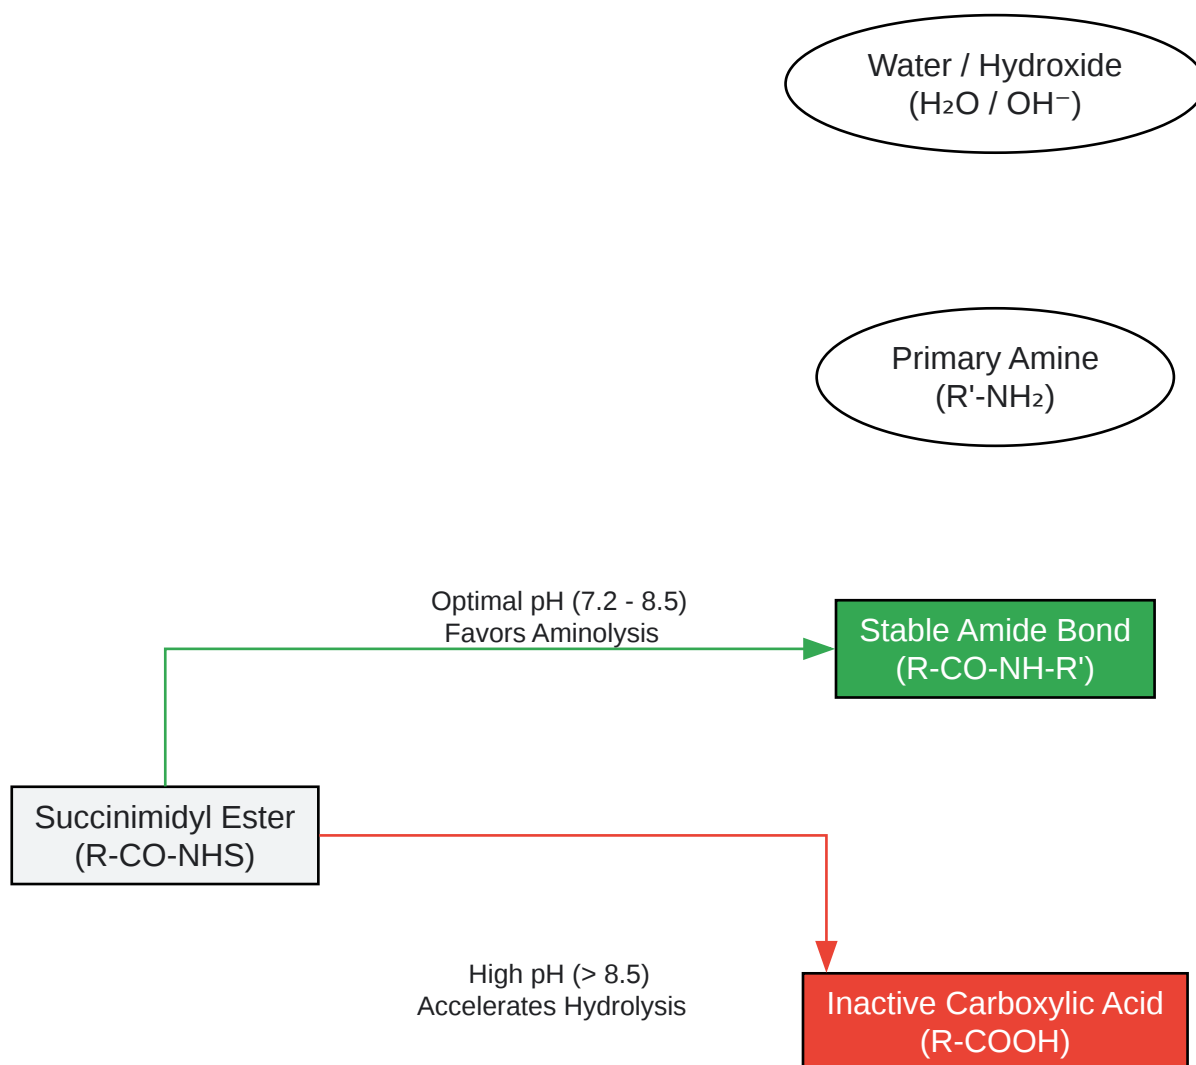 Water / Hydroxide
(H₂O / OH⁻)
Primary Amine
(R'-NH₂)
Optimal pH (7.2 - 8.5)
Favors Aminolysis
Stable Amide Bond
(R-CO-NH-R')
Succinimidyl Ester
(R-CO-NHS)
High pH (> 8.5)
Accelerates Hydrolysis
Inactive Carboxylic Acid
(R-COOH)